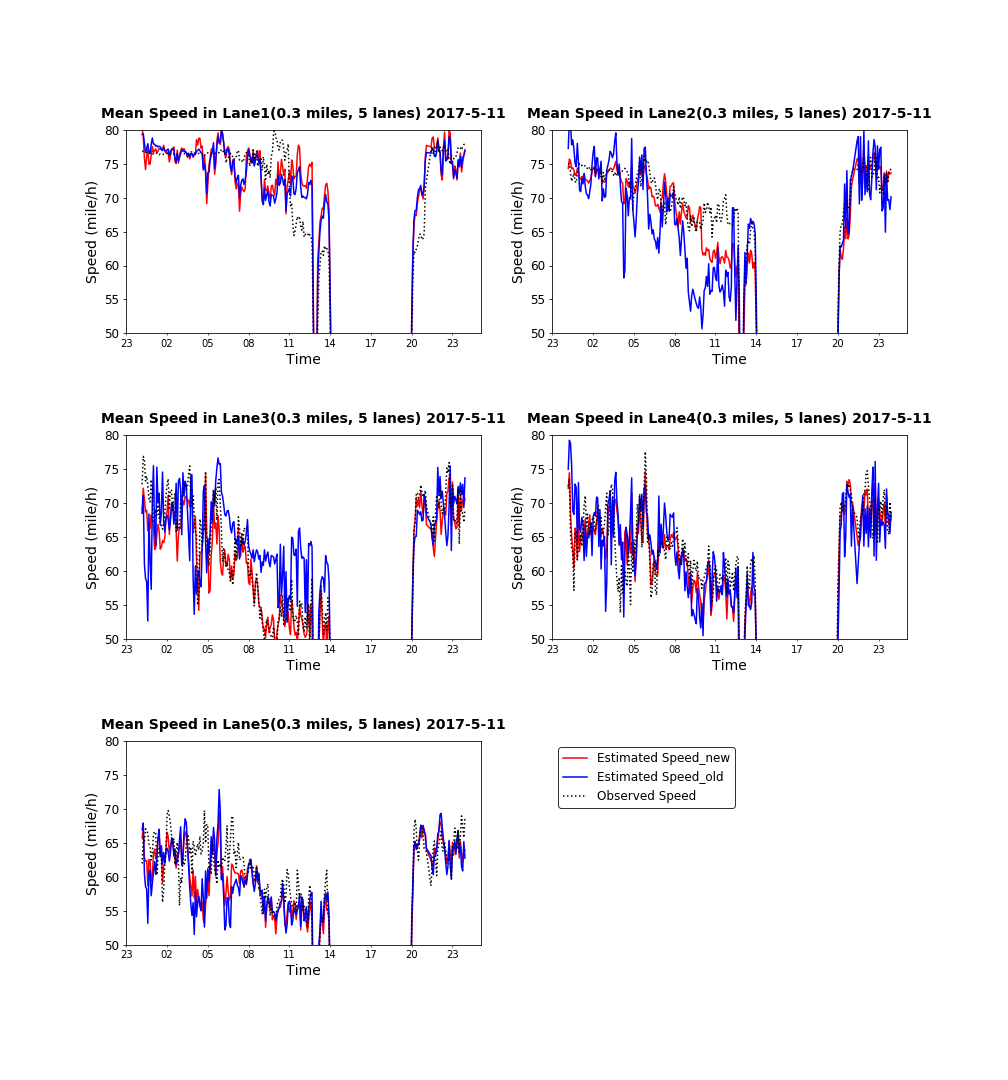 Mean Speed in Lane1(0.3 miles, 5 lanes) 2017-5-11
80
75
70
65
60
55
50
Speed (mile/h)
23 02 05 08 11 14 17 20 23
Time
Mean Speed in Lane2(0.3 miles, 5 lanes) 2017-5-11
80
75
70
65
60
55
50
Speed (mile/h)
23 02 05 08 11 14 17 20 23
Time
Mean Speed in Lane3(0.3 miles, 5 lanes) 2017-5-11
80
75
70
65
60
55
50
Speed (mile/h)
23 02 05 08 11 14 17 20 23
Time
Mean Speed in Lane4(0.3 miles, 5 lanes) 2017-5-11
80
75
70
65
60
55
50
Speed (mile/h)
23 02 05 08 11 14 17 20 23
Time
Mean Speed in Lane5(0.3 miles, 5 lanes) 2017-5-11
80
75
70
65
60
55
50
Speed (mile/h)
23 02 05 08 11 14 17 20 23
Time
Estimated Speed_new
Estimated Speed_old
Observed Speed